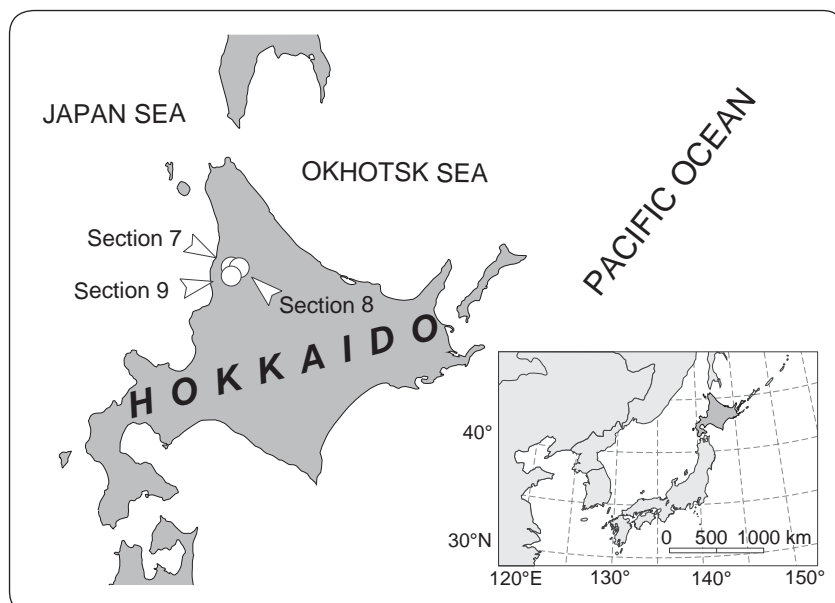 JAPAN SEA
OKHOTSK SEA
PACIFIC OCEAN
Section 7
Section 9
Section 8
HOKKAIDO
40°
30°N
0 500 1000 km
120°E 130° 140° 150°